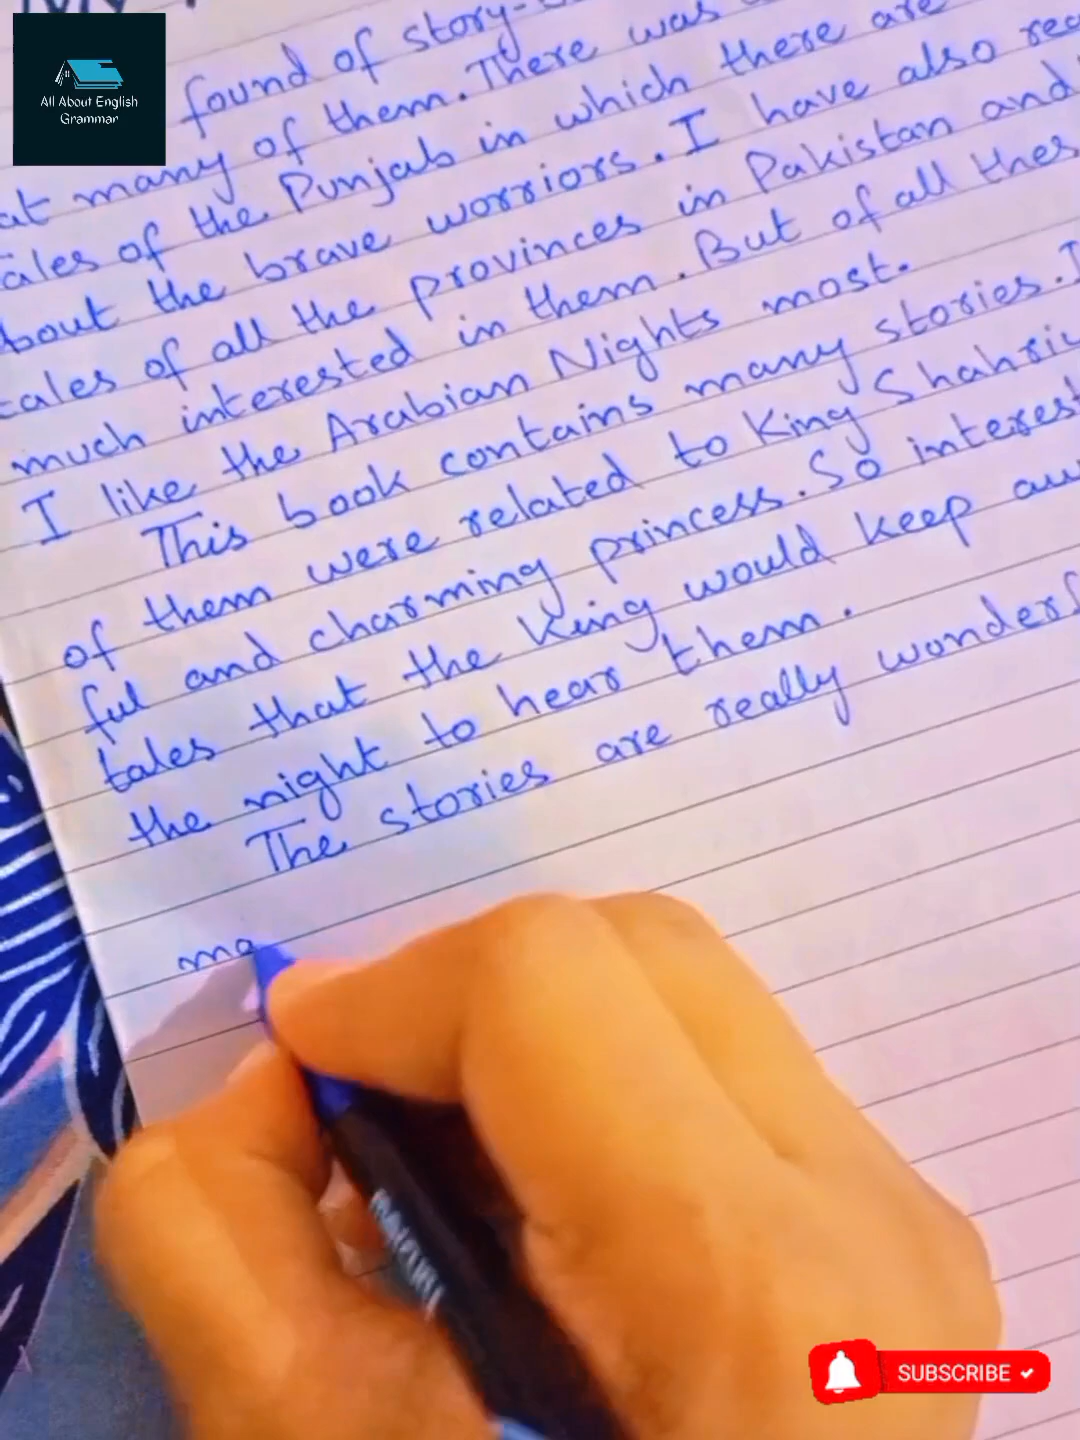 All About English
Grammar
found of story-
at many of them. There was
ales of the Punjab in which there are
bout the brave worriors. I have also rea
tales of all the provinces in Pakistan and
much interested in them. But of all thes
I like the Arabian Nights most.
This book contains many stories. I
of them were related to King Shahriy
ful and charming princess. So interest
tales that the King would keep aw
the night to hear them.
The stories are really wonderf
ma
SUBSCRIBE